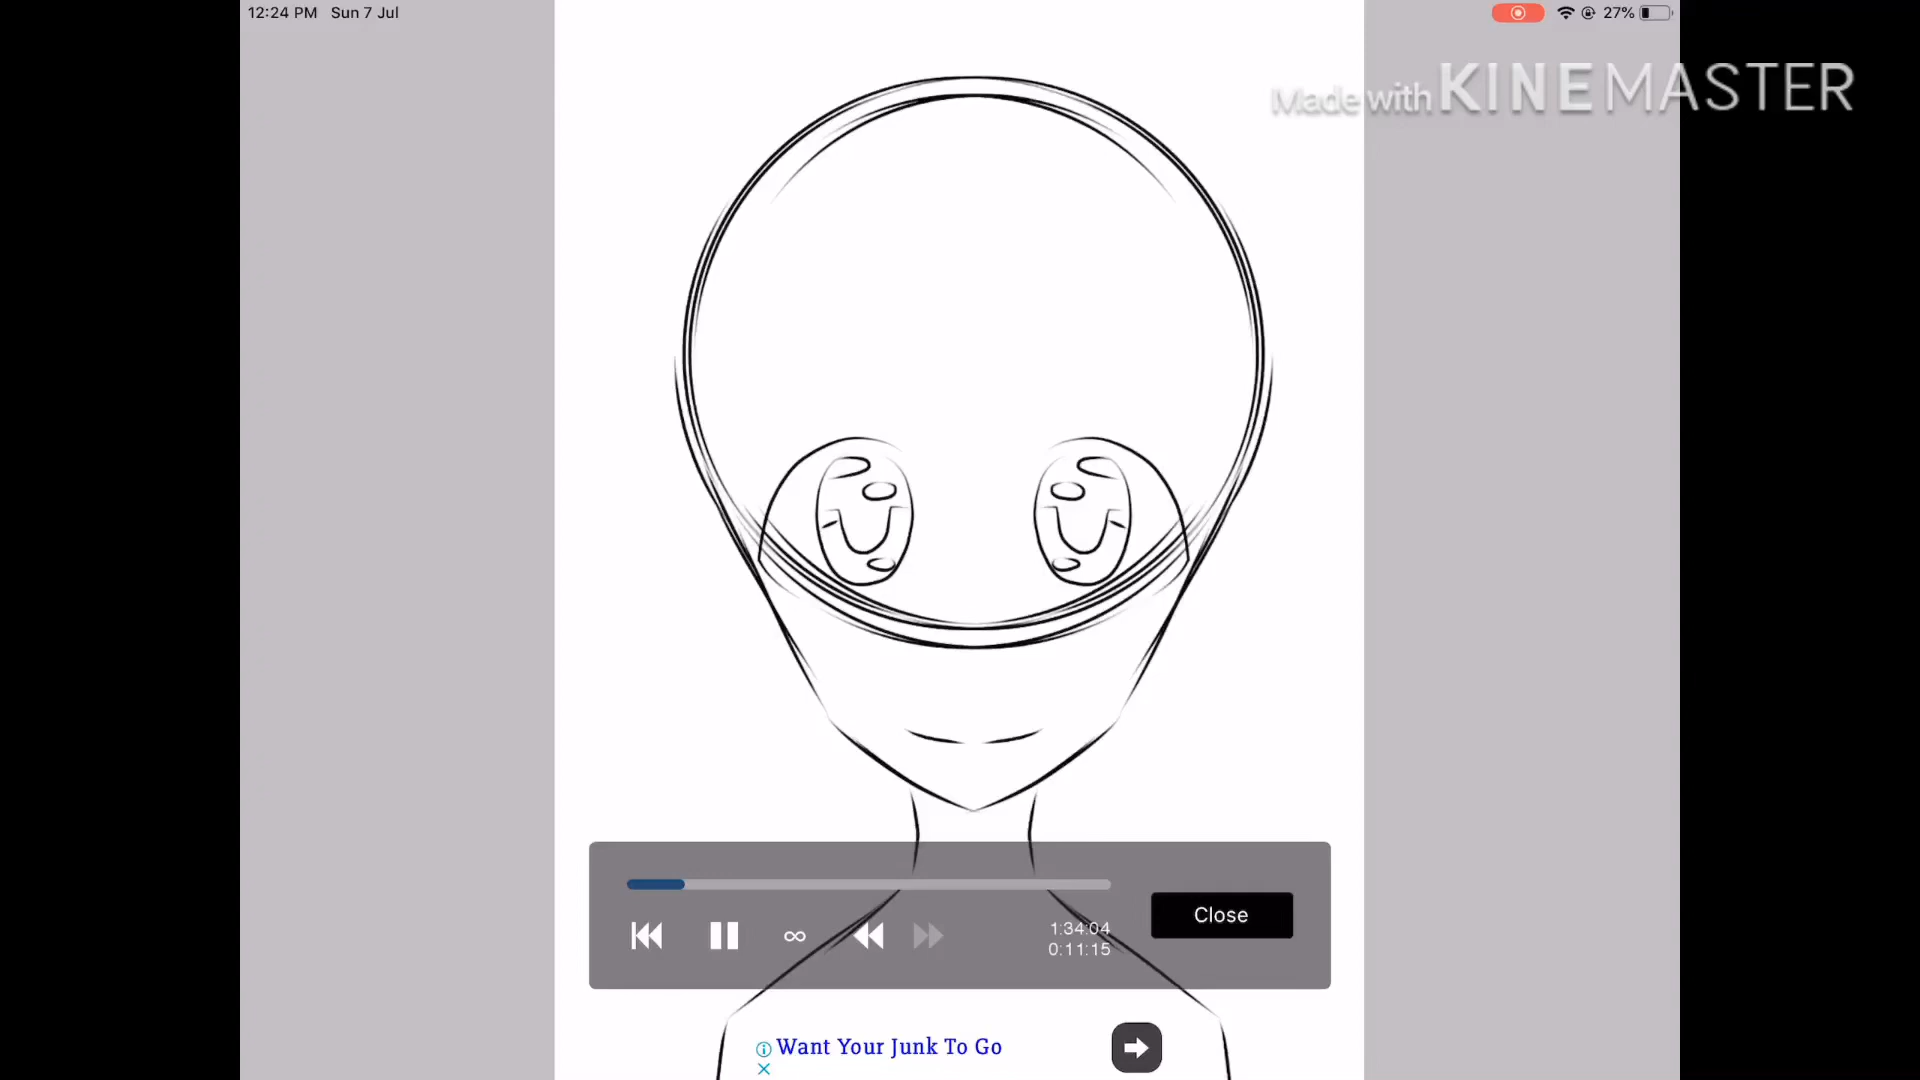 12:24 PM Sun 7 Jul
27%
Made with KINEMASTER
1:34:04
0:11:15
Close
Want Your Junk To Go